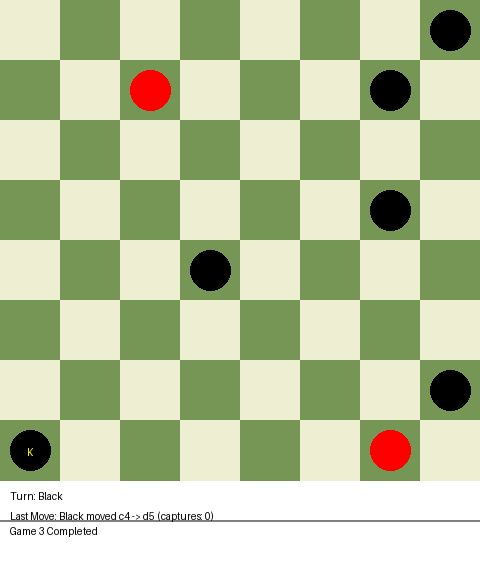 K
Turn: Black
Last Move: Black moved c4 -> d5 (captures: 0)
Game 3 Completed